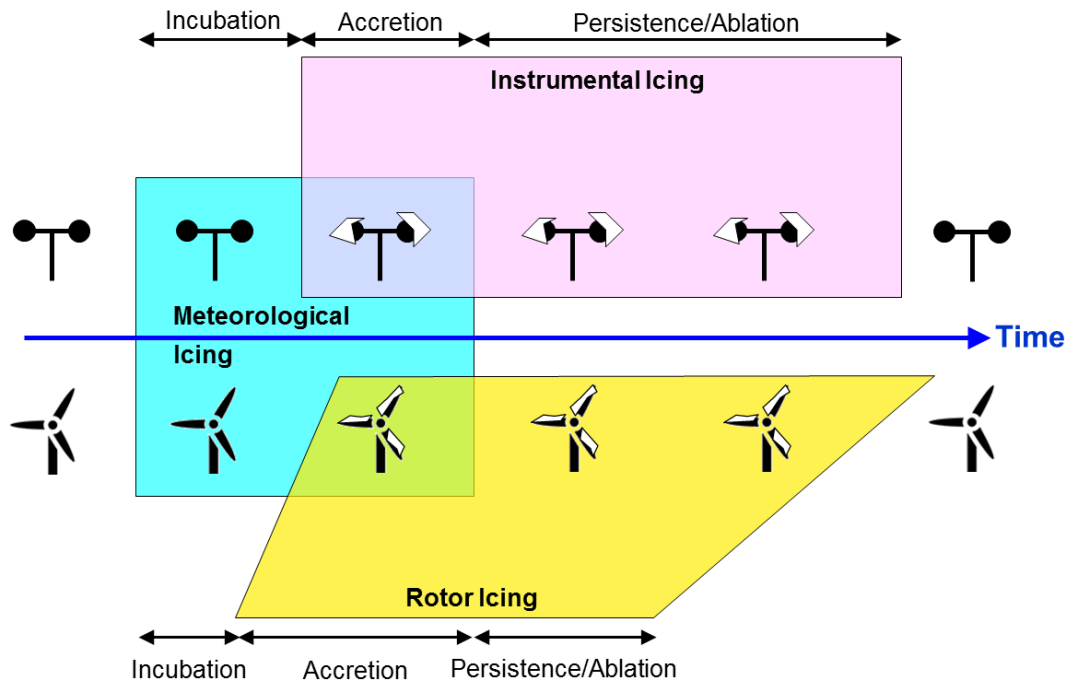 Incubation
Accretion
Persistence/Ablation
Instrumental Icing
Meteorological
Icing
Time
Rotor Icing
Incubation
Accretion
Persistence/Ablation